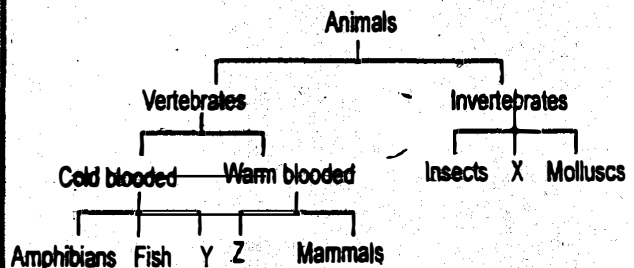 Animals
Vertebrates Invertebrates
Cold blooded Warm blooded Insects X Molluscs
Amphibians Fish Y Z Mammals